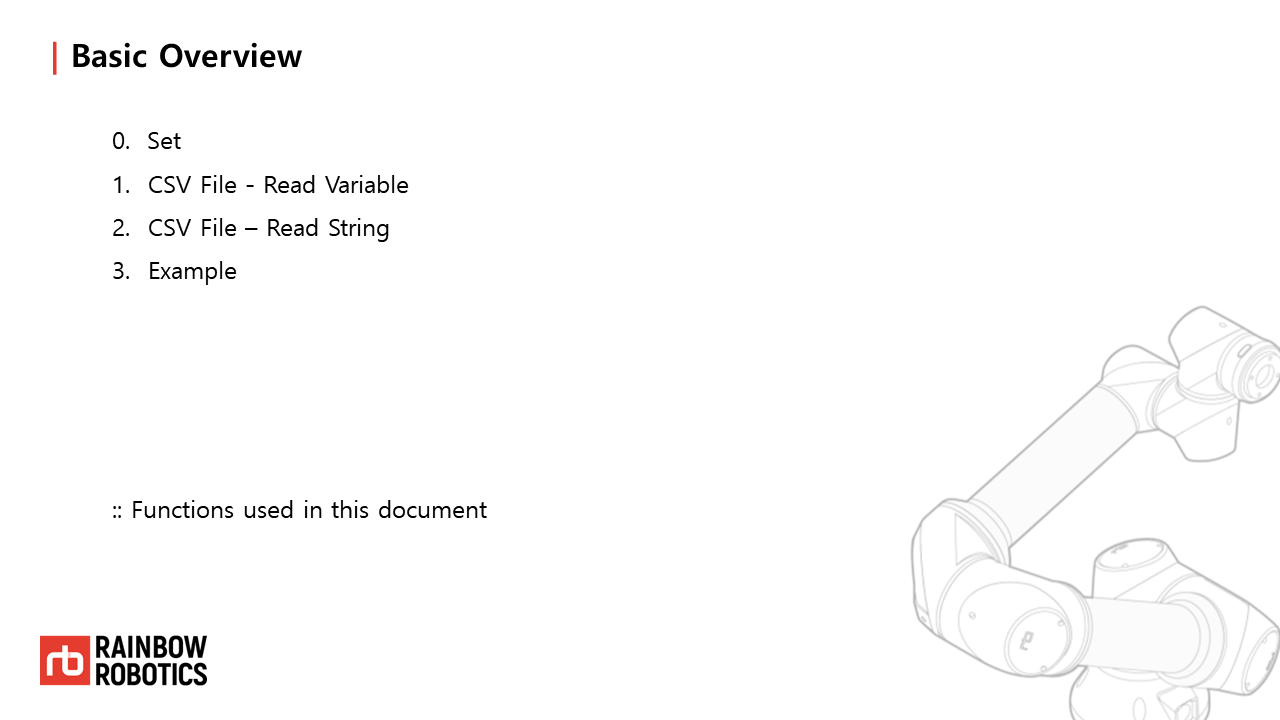 Basic Overview
0. Set
1. CSV File - Read Variable
2. CSV File – Read String
3. Example
:: Functions used in this document
rb
RAINBOW
ROBOTICS
rb